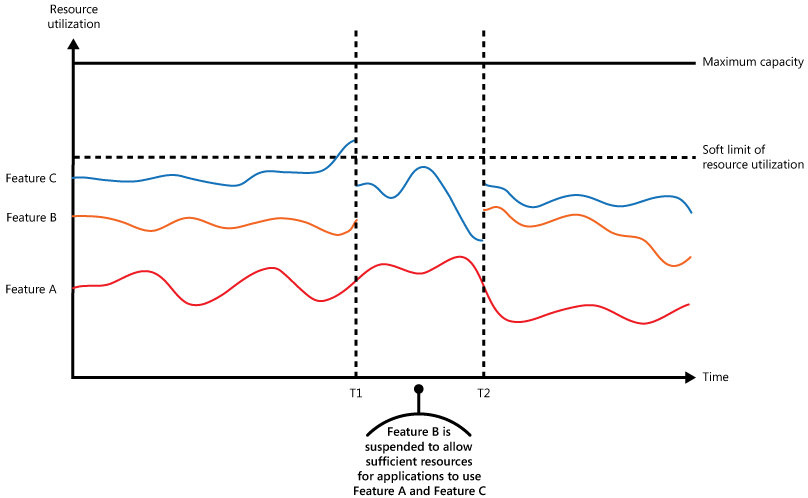 Resource
utilization
Maximum capacity
Soft limit of
resource utilization
Feature C
Feature B
Feature A
Time
T1
T2
Feature B is
suspended to allow
sufficient resources
for applications to use
Feature A and Feature C